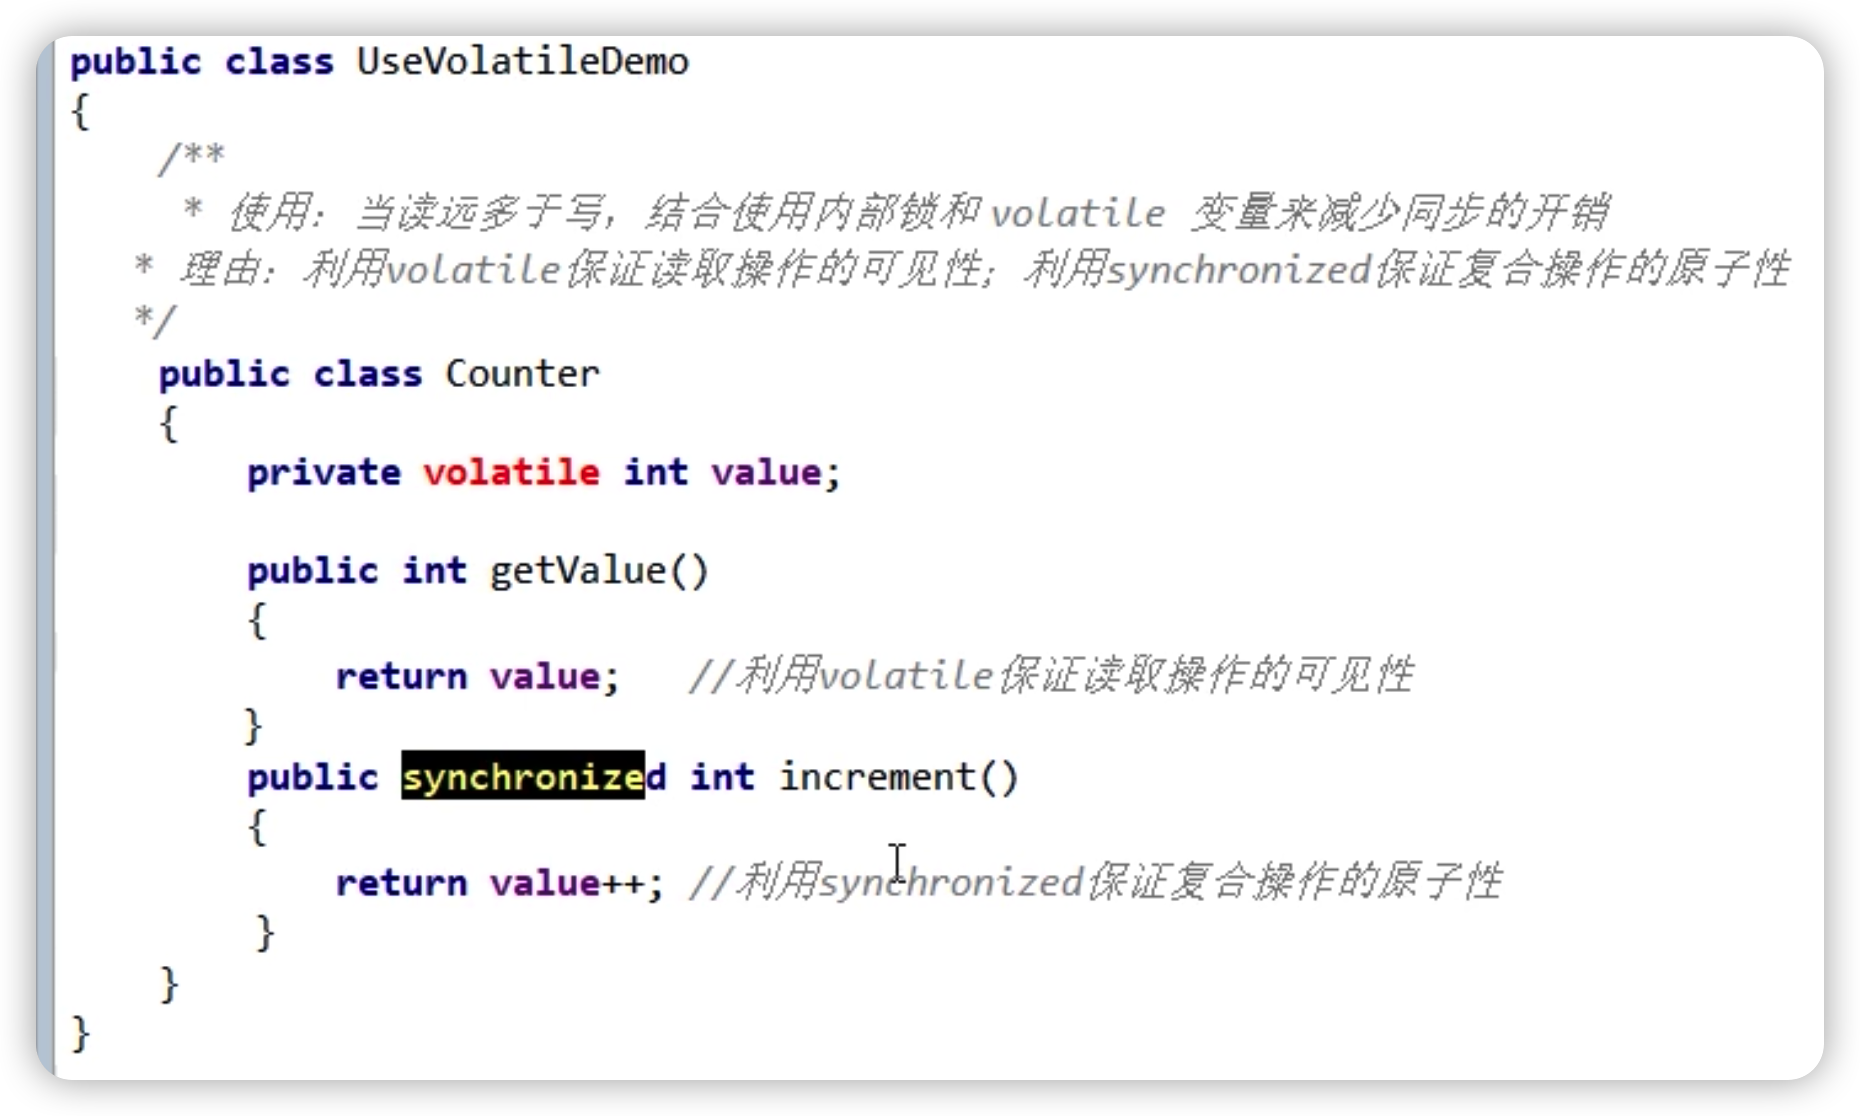 public class UseVolatileDemo
{
/**
* 使用：当读远多于写，结合使用内部锁和 volatile 变量来减少同步的开销
* 理由：利用volatile保证读取操作的可见性；利用synchronized保证复合操作的原子性
*/
public class Counter
{
private volatile int value;
public int getValue()
{
return value;   //利用volatile保证读取操作的可见性
}
public synchronized int increment()
{
return value++; //利用synchronized保证复合操作的原子性
}
}
}